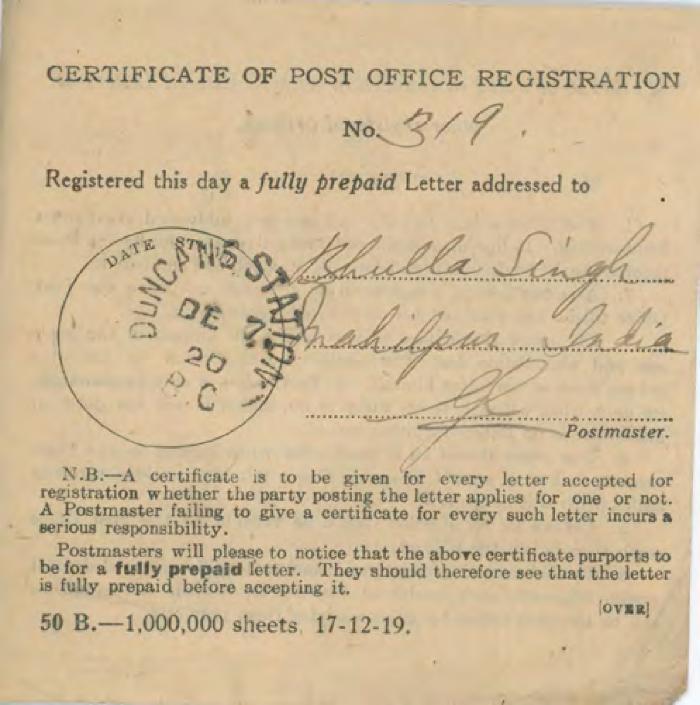 CERTIFICATE OF POST OFFICE REGISTRATION
No. 319.
Registered this day a fully prepaid Letter addressed to
DATE STAMP
DUNCANS STATION
DE 7
20
B.C
Bhulla Singh
Mahilpur India
Postmaster.
N.B.—A certificate is to be given for every letter accepted for
registration whether the party posting the letter applies for one or not.
A Postmaster failing to give a certificate for every such letter incurs a
serious responsibility.
Postmasters will please to notice that the above certificate purports to
be for a fully prepaid letter. They should therefore see that the letter
is fully prepaid before accepting it.
[OVER]
50 B.—1,000,000 sheets, 17-12-19.